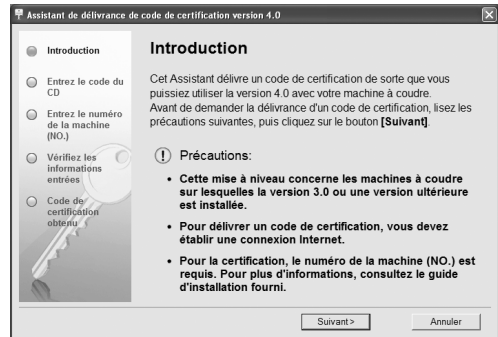 Assistant de délivrance de code de certification version 4.0
Introduction
Entrez le code du
CD
Entrez le numéro
de la machine
(NO.)
Vérifiez les
informations
entrées
Code de
certification
obtenu
Introduction
Cet Assistant délivre un code de certification de sorte que vous
puissiez utiliser la version 4.0 avec votre machine à coudre.
Avant de demander la délivrance d'un code de certification, lisez les
précautions suivantes, puis cliquez sur le bouton [Suivant].
Précautions:
• Cette mise à niveau concerne les machines à coudre
sur lesquelles la version 3.0 ou une version ultérieure
est installée.
• Pour délivrer un code de certification, vous devez
établir une connexion Internet.
• Pour la certification, le numéro de la machine (NO.) est
requis. Pour plus d'informations, consultez le guide
d'installation fourni.
Suivant >
Annuler